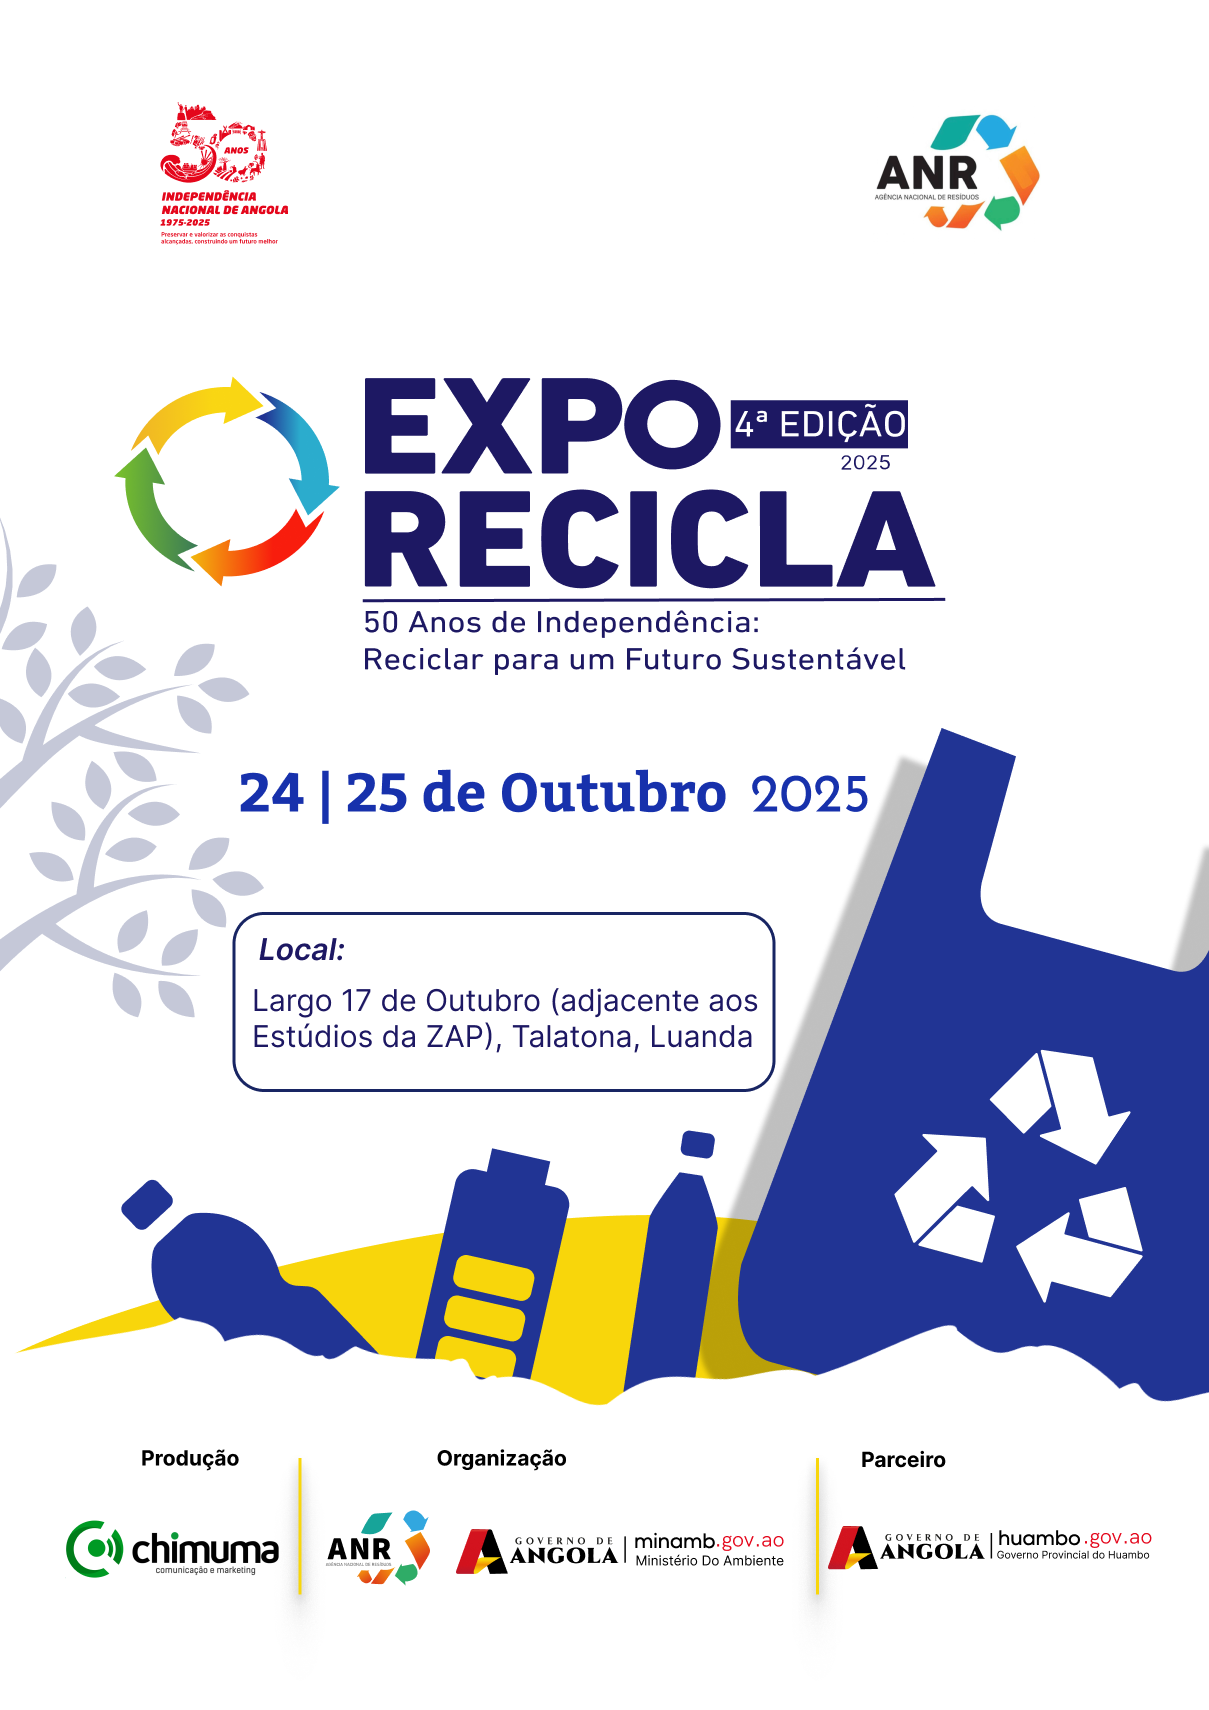 50
ANOS
INDEPENDÊNCIA
NACIONAL DE ANGOLA
1975-2025
Preservar e valorizar as conquistas
alcançadas, construindo um futuro melhor
ANR
AGÊNCIA NACIONAL DE RESÍDUOS
EXPO
4ª EDIÇÃO
2025
RECICLA
50 Anos de Independência:
Reciclar para um Futuro Sustentável
24 | 25 de Outubro 2025
Local:
Largo 17 de Outubro (adjacente aos
Estúdios da ZAP), Talatona, Luanda
Produção
chimuma
comunicação e marketing
Organização
ANR
AGÊNCIA NACIONAL DE RESÍDUOS
GOVERNO DE
ANGOLA
minamb.gov.ao
Ministério Do Ambiente
Parceiro
GOVERNO DE
ANGOLA
huambo.gov.ao
Governo Provincial do Huambo